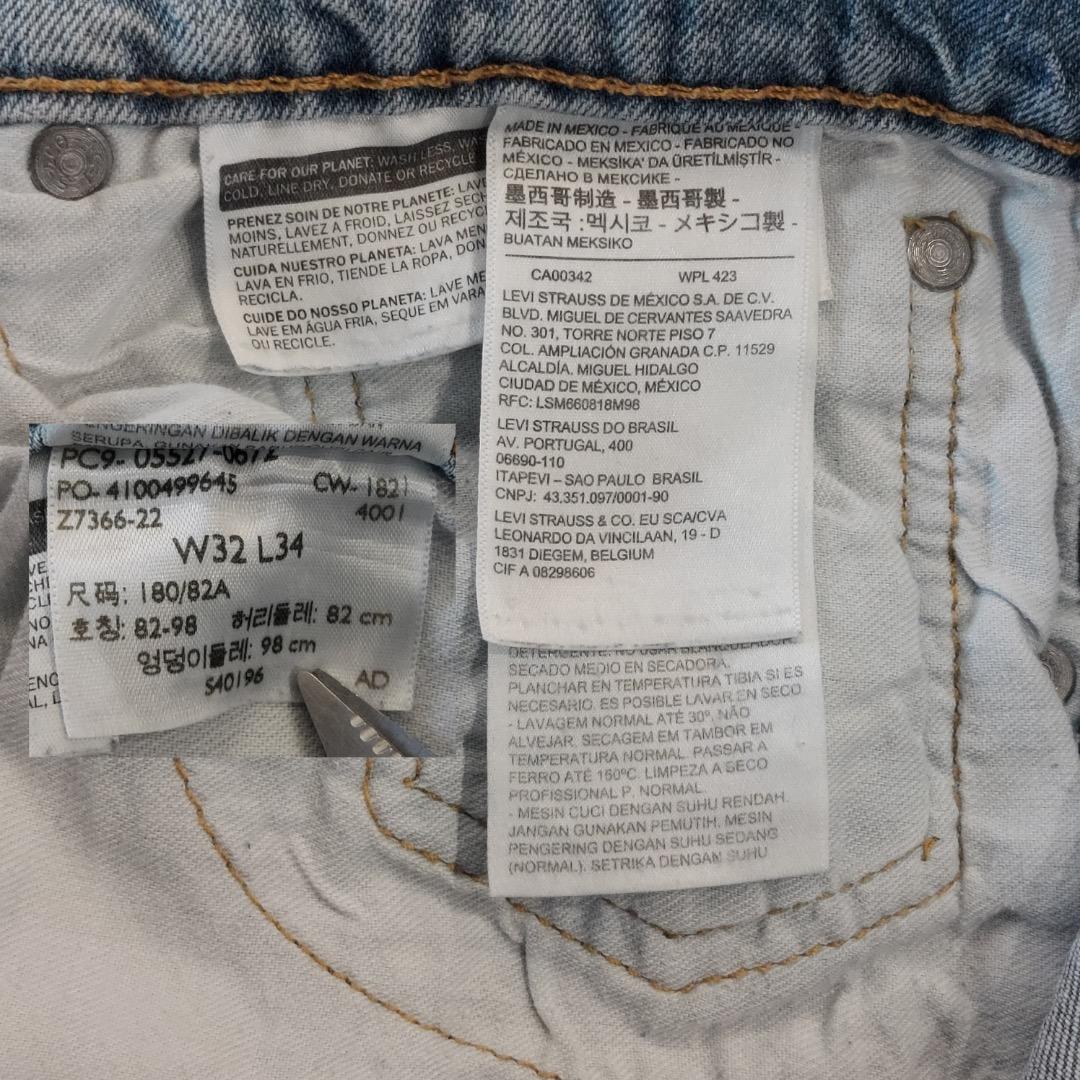 CARE FOR OUR PLANET: WASH LESS, WA
COLD, LINE DRY, DONATE OR RECYCLE
PRENEZ SOIN DE NOTRE PLANETE: LAVE
MOINS, LAVEZ A FROID, LAISSEZ SECH
NATURELLEMENT, DONNEZ OU RECYC
CUIDA NUESTRO PLANETA: LAVA MEN
LAVA EN FRIO, TIENDE LA ROPA, DON
RECICLA.
CUIDE DO NOSSO PLANETA: LAVE ME
LAVE EM ÁGUA FRIA, SEQUE EM VARA
OU RECICLE.
MADE IN MEXICO - FABRIQUE AU MEXIQUE -
FABRICADO EN MEXICO - FABRICADO NO
MÉXICO - MEKSİKA' DA ÜRETİLMİŞTİR -
СДЕЛАНО В МЕКСИКЕ -
墨西哥制造 - 墨西哥製 -
제조국 :멕시코 - メキシコ製 -
BUATAN MEKSIKO
CA00342 WPL 423
LEVI STRAUSS DE MÉXICO S.A. DE C.V.
BLVD. MIGUEL DE CERVANTES SAAVEDRA
NO. 301, TORRE NORTE PISO 7
COL. AMPLIACIÓN GRANADA C.P. 11529
ALCALDÍA. MIGUEL HIDALGO
CIUDAD DE MÉXICO, MÉXICO
RFC: LSM660818M98
LEVI STRAUSS DO BRASIL
AV. PORTUGAL, 400
06690-110
ITAPEVI – SAO PAULO BRASIL
CNPJ: 43.351.097/0001-90
LEVI STRAUSS & CO. EU SCA/CVA
LEONARDO DA VINCILAAN, 19 - D
1831 DIEGEM, BELGIUM
CIF A 08298606
DETERGENTE. NO USAR BLANQUEADOR
SECADO MEDIO EN SECADORA.
PLANCHAR EN TEMPERATURA TIBIA SI ES
NECESARIO. ES POSIBLE LAVAR EN SECO
- LAVAGEM NORMAL ATÉ 30º. NÃO
ALVEJAR. SECAGEM EM TAMBOR EM
TEMPERATURA NORMAL. PASSAR A
FERRO ATÉ 150ºC. LIMPEZA A SECO
PROFISSIONAL P. NORMAL.
- MESIN CUCI DENGAN SUHU RENDAH.
JANGAN GUNAKAN PEMUTIH. MESIN
PENGERING DENGAN SUHU SEDANG
(NORMAL). SETRIKA DENGAN SUHU
PENGERINGAN DIBALIK DENGAN WARNA
SERUPA.
PC9- 05527-0672
PO- 4100499645 CW- 1821
Z7366-22 4001
W32 L34
尺码: 180/82A
호칭: 82-98 허리둘레: 82 cm
엉덩이둘레: 98 cm
S40196 AD